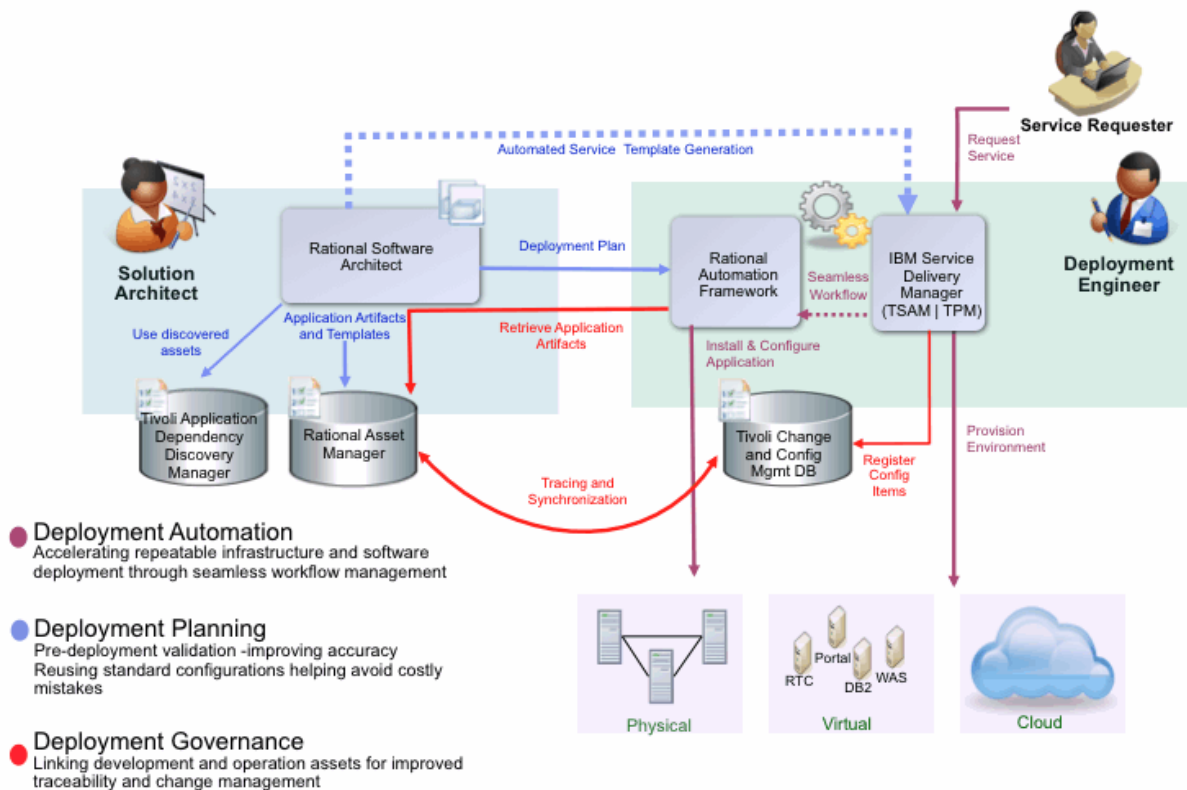 Service Requester
Request
Service
Automated Service Template Generation
Solution
Architect
Rational Software
Architect
Deployment Plan
Rational
Automation
Framework
Seamless
Workflow
IBM Service
Delivery
Manager
(TSAM | TPM)
Deployment
Engineer
Use discovered
assets
Application Artifacts
and Templates
Retrieve Application
Artifacts
Install & Configure
Application
Tivoli Application
Dependency
Discovery
Manager
Rational Asset
Manager
Tivoli Change
and Config
Mgmt DB
Register
Config
Items
Provision
Environment
Tracing and
Synchronization
Deployment Automation
Accelerating repeatable infrastructure and software
deployment through seamless workflow management
Deployment Planning
Pre-deployment validation -improving accuracy
Reusing standard configurations helping avoid costly
mistakes
Deployment Governance
Linking development and operation assets for improved
traceability and change management
Physical
RTC
Portal
DB2
WAS
Virtual
Cloud